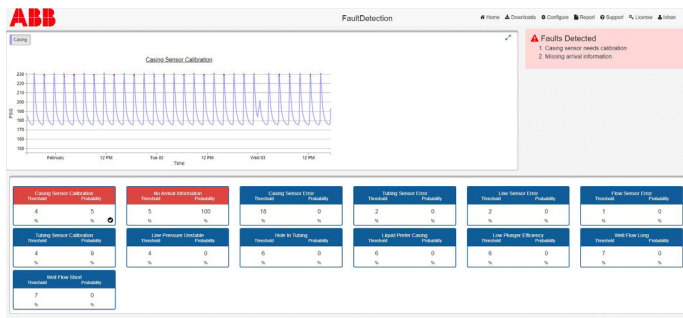 ABB
FaultDetection
Home Downloads Configure Report Support License Ishan
Casing
Casing Sensor Calibration
230
220
210
200
190
180
170
160
150
PSIG
February 12 PM Tue 02 12 PM Wed 03 12 PM
Time
Faults Detected
1. Casing sensor needs calibration
2. Missing arrival information
Casing Sensor Calibration
Threshold Probability
4 5
% %
No Arrival Information
Threshold Probability
5 100
% %
Casing Sensor Error
Threshold Probability
18 0
% %
Tubing Sensor Error
Threshold Probability
2 0
% %
Line Sensor Error
Threshold Probability
2 0
% %
Flow Sensor Error
Threshold Probability
1 0
% %
Tubing Sensor Calibration
Threshold Probability
4 9
% %
Line Pressure Unstable
Threshold Probability
4 0
% %
Hole In Tubing
Threshold Probability
6 0
% %
Liquid Prefer Casing
Threshold Probability
6 0
% %
Low Plunger Efficiency
Threshold Probability
6 0
% %
Well Flow Long
Threshold Probability
7 0
% %
Well Flow Short
Threshold Probability
7 0
% %